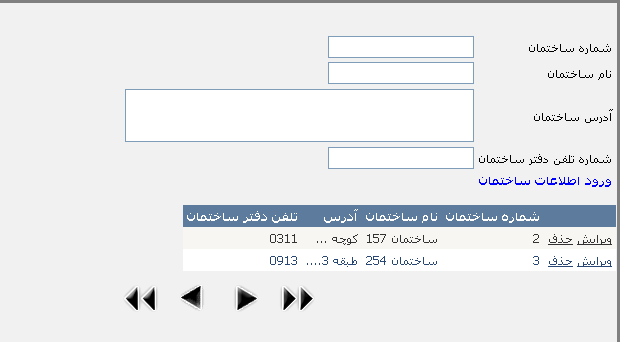 شماره ساختمان
نام ساختمان
آدرس ساختمان
شماره تلفن دفتر ساختمان
ورود اطلاعات ساختمان
شماره ساختمان نام ساختمان آدرس تلفن دفتر ساختمان
ویرایش حذف 2 ساختمان 157 کوچه ... 0311
ویرایش حذف 3 ساختمان 254 طبقه 3.... 0913